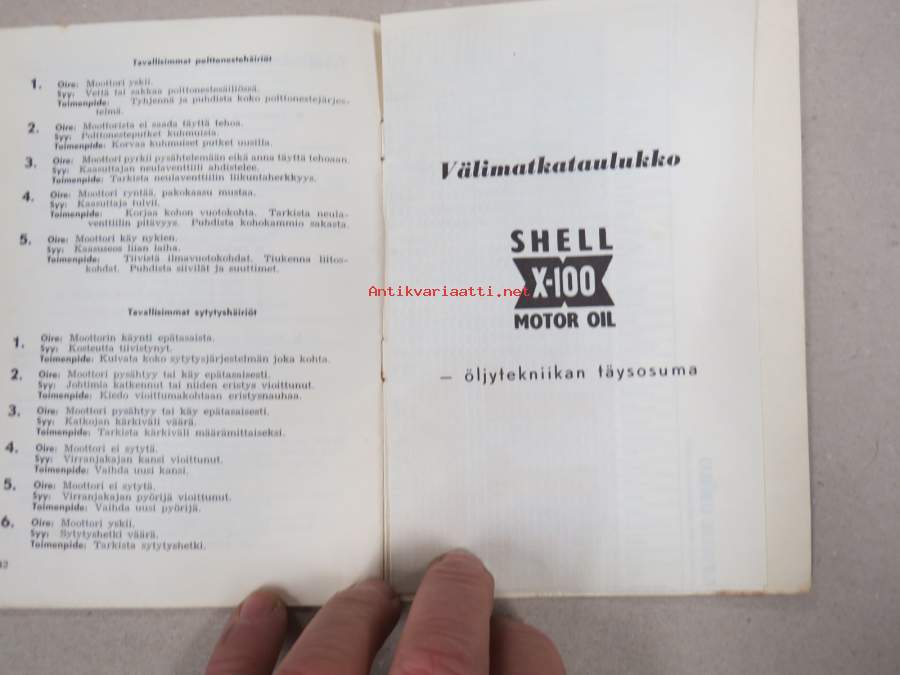 Tavallisimmat polttonestehäiriöt
1. Oire: Moottori yskii.
Syy: Vettä tai sakkaa polttonestesäiliössä.
Toimenpide: Tyhjennä ja puhdista koko polttonestejärjes-
telmä.
2. Oire: Moottorista ei saada täyttä tehoa.
Syy: Polttonesteputket kuhmuisia.
Toimenpide: Korvaa kuhmuiset putket uusilla.
3. Oire: Moottori pyrkii pysähtelemään eikä anna täyttä tehoaan.
Syy: Kaasuttajan neulaventtiili ahdistelee.
Toimenpide: Tarkista neulaventtiilin liikuntaherkkyys.
4. Oire: Moottori ryntää, pakokaasu mustaa.
Syy: Kaasuttaja tulvii.
Toimenpide: Korjaa kohon vuotokohta. Tarkista neula-
venttiilin pitävyys. Puhdista kohokammio sakasta.
5. Oire: Moottori käy nykien.
Syy: Kaasuseos liian laiha.
Toimenpide: Tiivistä ilmavuotokohdat. Tiukenna liitos-
kohdat. Puhdista siivilät ja suuttimet.
Tavallisimmat sytytyshäiriöt
1. Oire: Moottorin käynti epätasaista.
Syy: Kosteutta tiivistynyt.
Toimenpide: Kuivata koko sytytysjärjestelmän joka kohta.
2. Oire: Moottori pysähtyy tai käy epätasaisesti.
Syy: Johtimia katkennut tai niiden eristys vioittunut.
Toimenpide: Kiedo vioittumakohtaan eristysnauhaa.
3. Oire: Moottori pysähtyy tai käy epätasaisesti.
Syy: Katkojan kärkiväli väärä.
Toimenpide: Tarkista kärkiväli määrämittaiseksi.
4. Oire: Moottori ei sytytä.
Syy: Virranjakajan kansi vioittunut.
Toimenpide: Vaihda uusi kansi.
5. Oire: Moottori ei sytytä.
Syy: Virranjakajan pyörijä vioittunut.
Toimenpide: Vaihda uusi pyörijä.
6. Oire: Moottori yskii.
Syy: Sytytyshetki väärä.
Toimenpide: Tarkista sytytyshetki.
12
Välimatkataulukko
SHELL
X-100
MOTOR OIL
— öljytekniikan täysosuma
Antikvariaatti.net